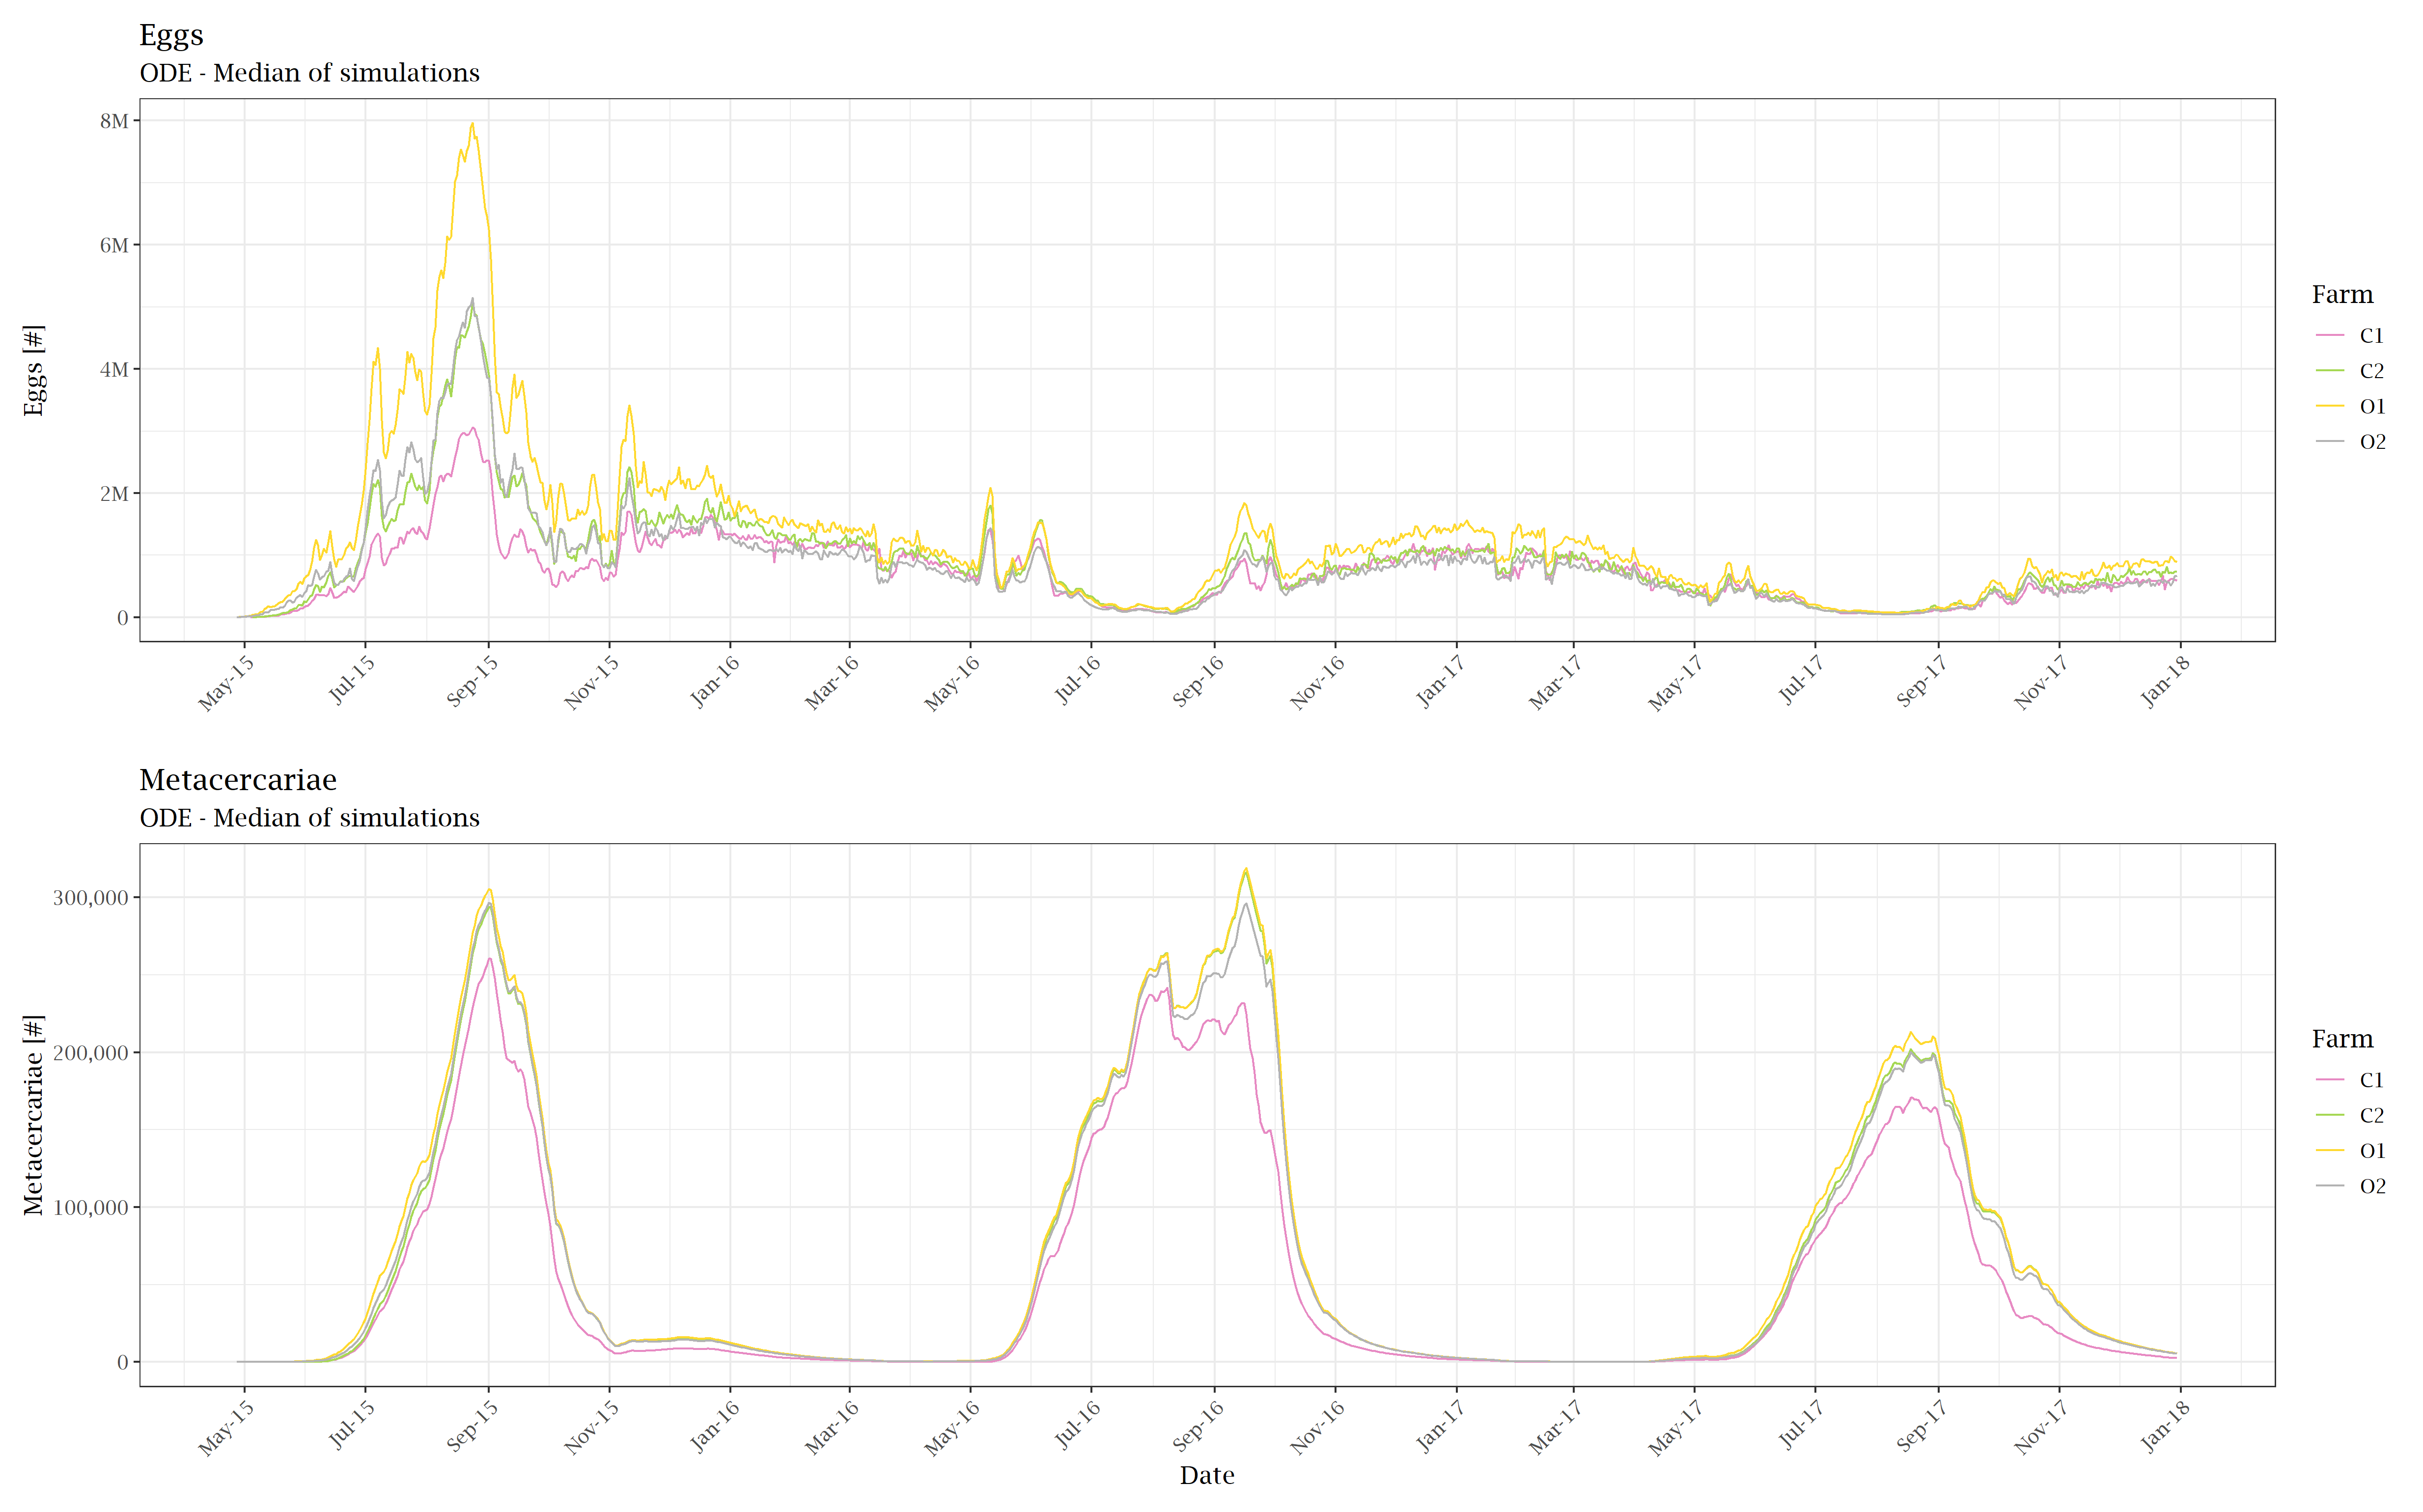 Eggs
ODE - Median of simulations
8M
6M
4M
2M
0
Eggs [#]
May-15 Jul-15 Sep-15 Nov-15 Jan-16 Mar-16 May-16 Jul-16 Sep-16 Nov-16 Jan-17 Mar-17 May-17 Jul-17 Sep-17 Nov-17 Jan-18
Farm
C1
C2
O1
O2
Metacercariae
ODE - Median of simulations
300,000
200,000
100,000
0
Metacercariae [#]
May-15 Jul-15 Sep-15 Nov-15 Jan-16 Mar-16 May-16 Jul-16 Sep-16 Nov-16 Jan-17 Mar-17 May-17 Jul-17 Sep-17 Nov-17 Jan-18
Date
Farm
C1
C2
O1
O2